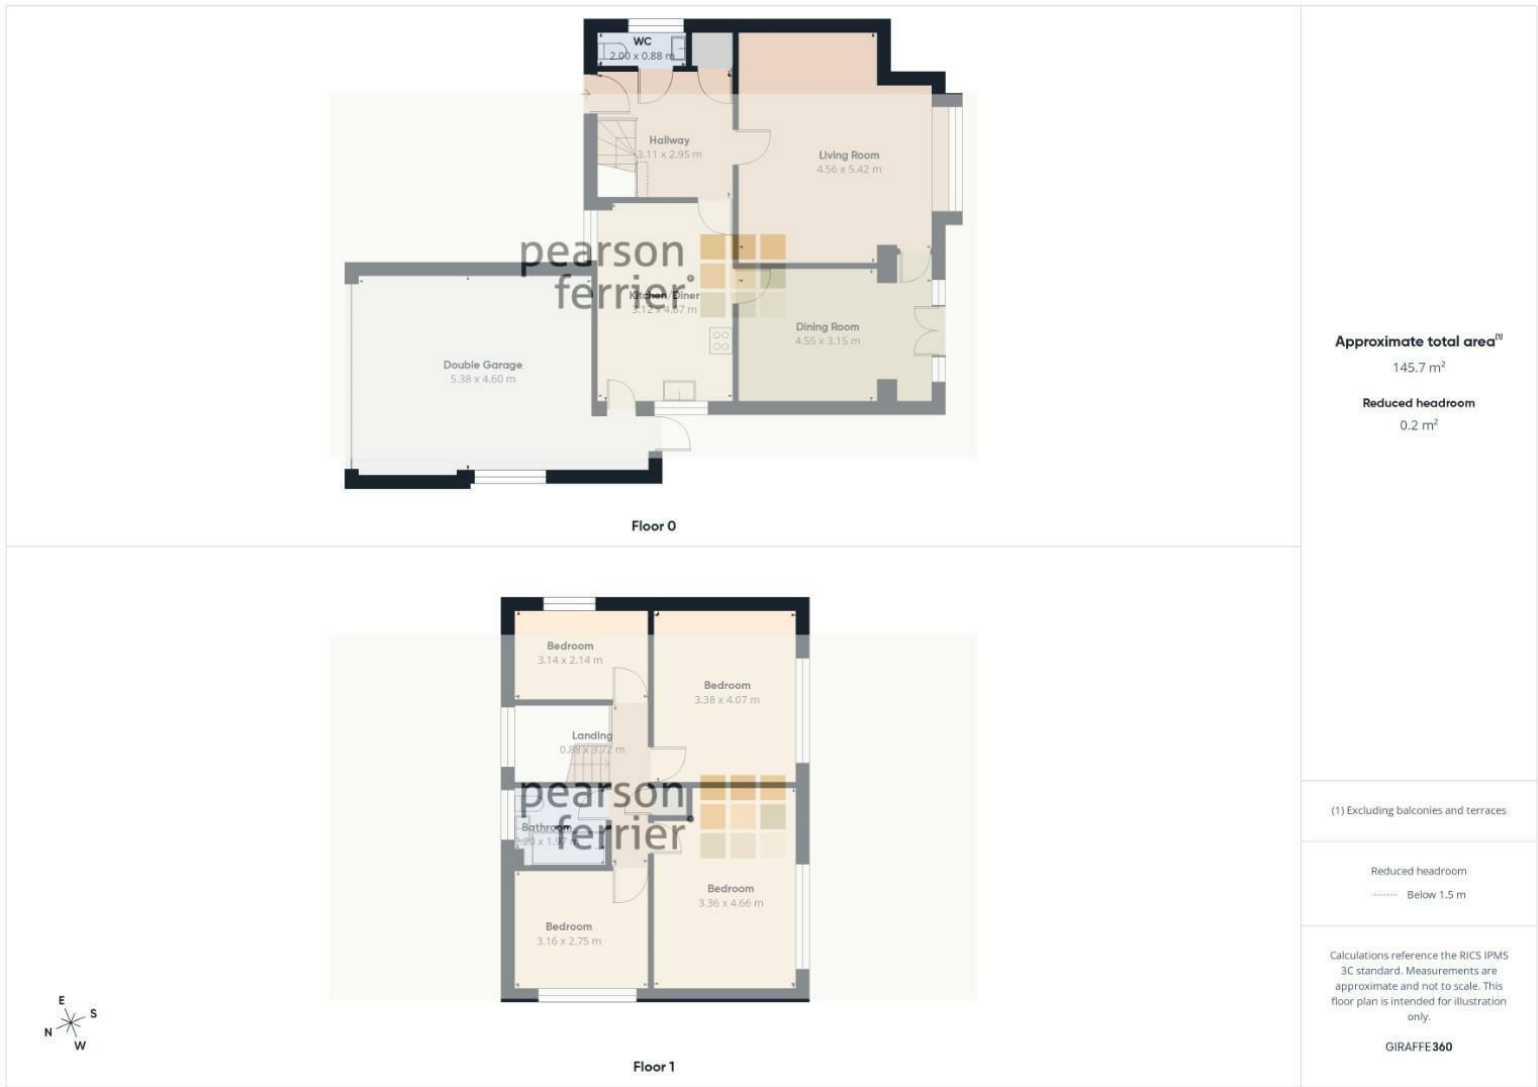 WC
2.00 x 0.88 m
Hallway
3.11 x 2.95 m
Living Room
4.56 x 5.42 m
pearson
ferrier
Kitchen/Diner
Dining Room
4.55 x 3.15 m
Double Garage
5.38 x 4.60 m
Floor 0
Bedroom
3.14 x 2.14 m
Bedroom
3.38 x 4.07 m
Landing
pearson
ferrier
Bathroom
Bedroom
3.36 x 4.66 m
Bedroom
3.16 x 2.75 m
E
S
N
W
Floor 1
Approximate total area(1)
145.7 m²
Reduced headroom
0.2 m²
(1) Excluding balconies and terraces
Reduced headroom
Below 1.5 m
Calculations reference the RICS IPMS
3C standard. Measurements are
approximate and not to scale. This
floor plan is intended for illustration
only.
GIRAFFE360